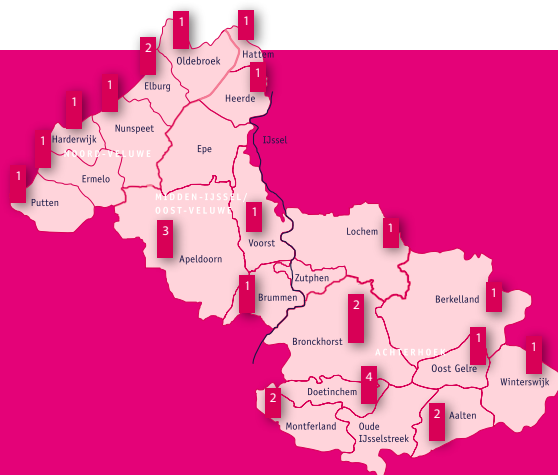 1
1
2
Oldebroek
Hattem
1
Elburg
1
Heerde
1
Nunspeet
IJssel
1
Harderwijk
NOORD-VELUWE
Epe
1
Ermelo
Putten
MIDDEN-IJSSEL/
OOST-VELUWE
3
Apeldoorn
1
Voorst
Lochem
1
Zutphen
1
Brummen
Berkelland
1
2
Bronckhorst
ACHTERHOEK
1
Oost Gelre
1
Winterswijk
4
Doetinchem
2
Montferland
Oude
IJsselstreek
2
Aalten